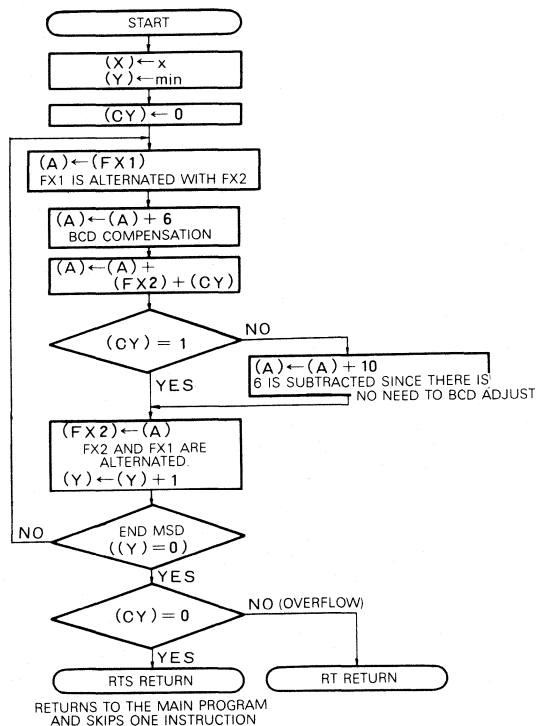 START
(X)←x
(Y)←min
(CY)←0
(A)←(FX1)
FX1 IS ALTERNATED WITH FX2
(A)←(A)+6
BCD COMPENSATION
(A)←(A)+
(FX2)+(CY)
(CY)=1
NO
YES
(A)←(A)+10
6 IS SUBTRACTED SINCE THERE IS
NO NEED TO BCD ADJUST
(FX2)←(A)
FX2 AND FX1 ARE
ALTERNATED.
(Y)←(Y)+1
NO
END MSD
((Y)=0)
YES
(CY)=0
NO (OVERFLOW)
YES
RTS RETURN
RT RETURN
RETURNS TO THE MAIN PROGRAM
AND SKIPS ONE INSTRUCTION